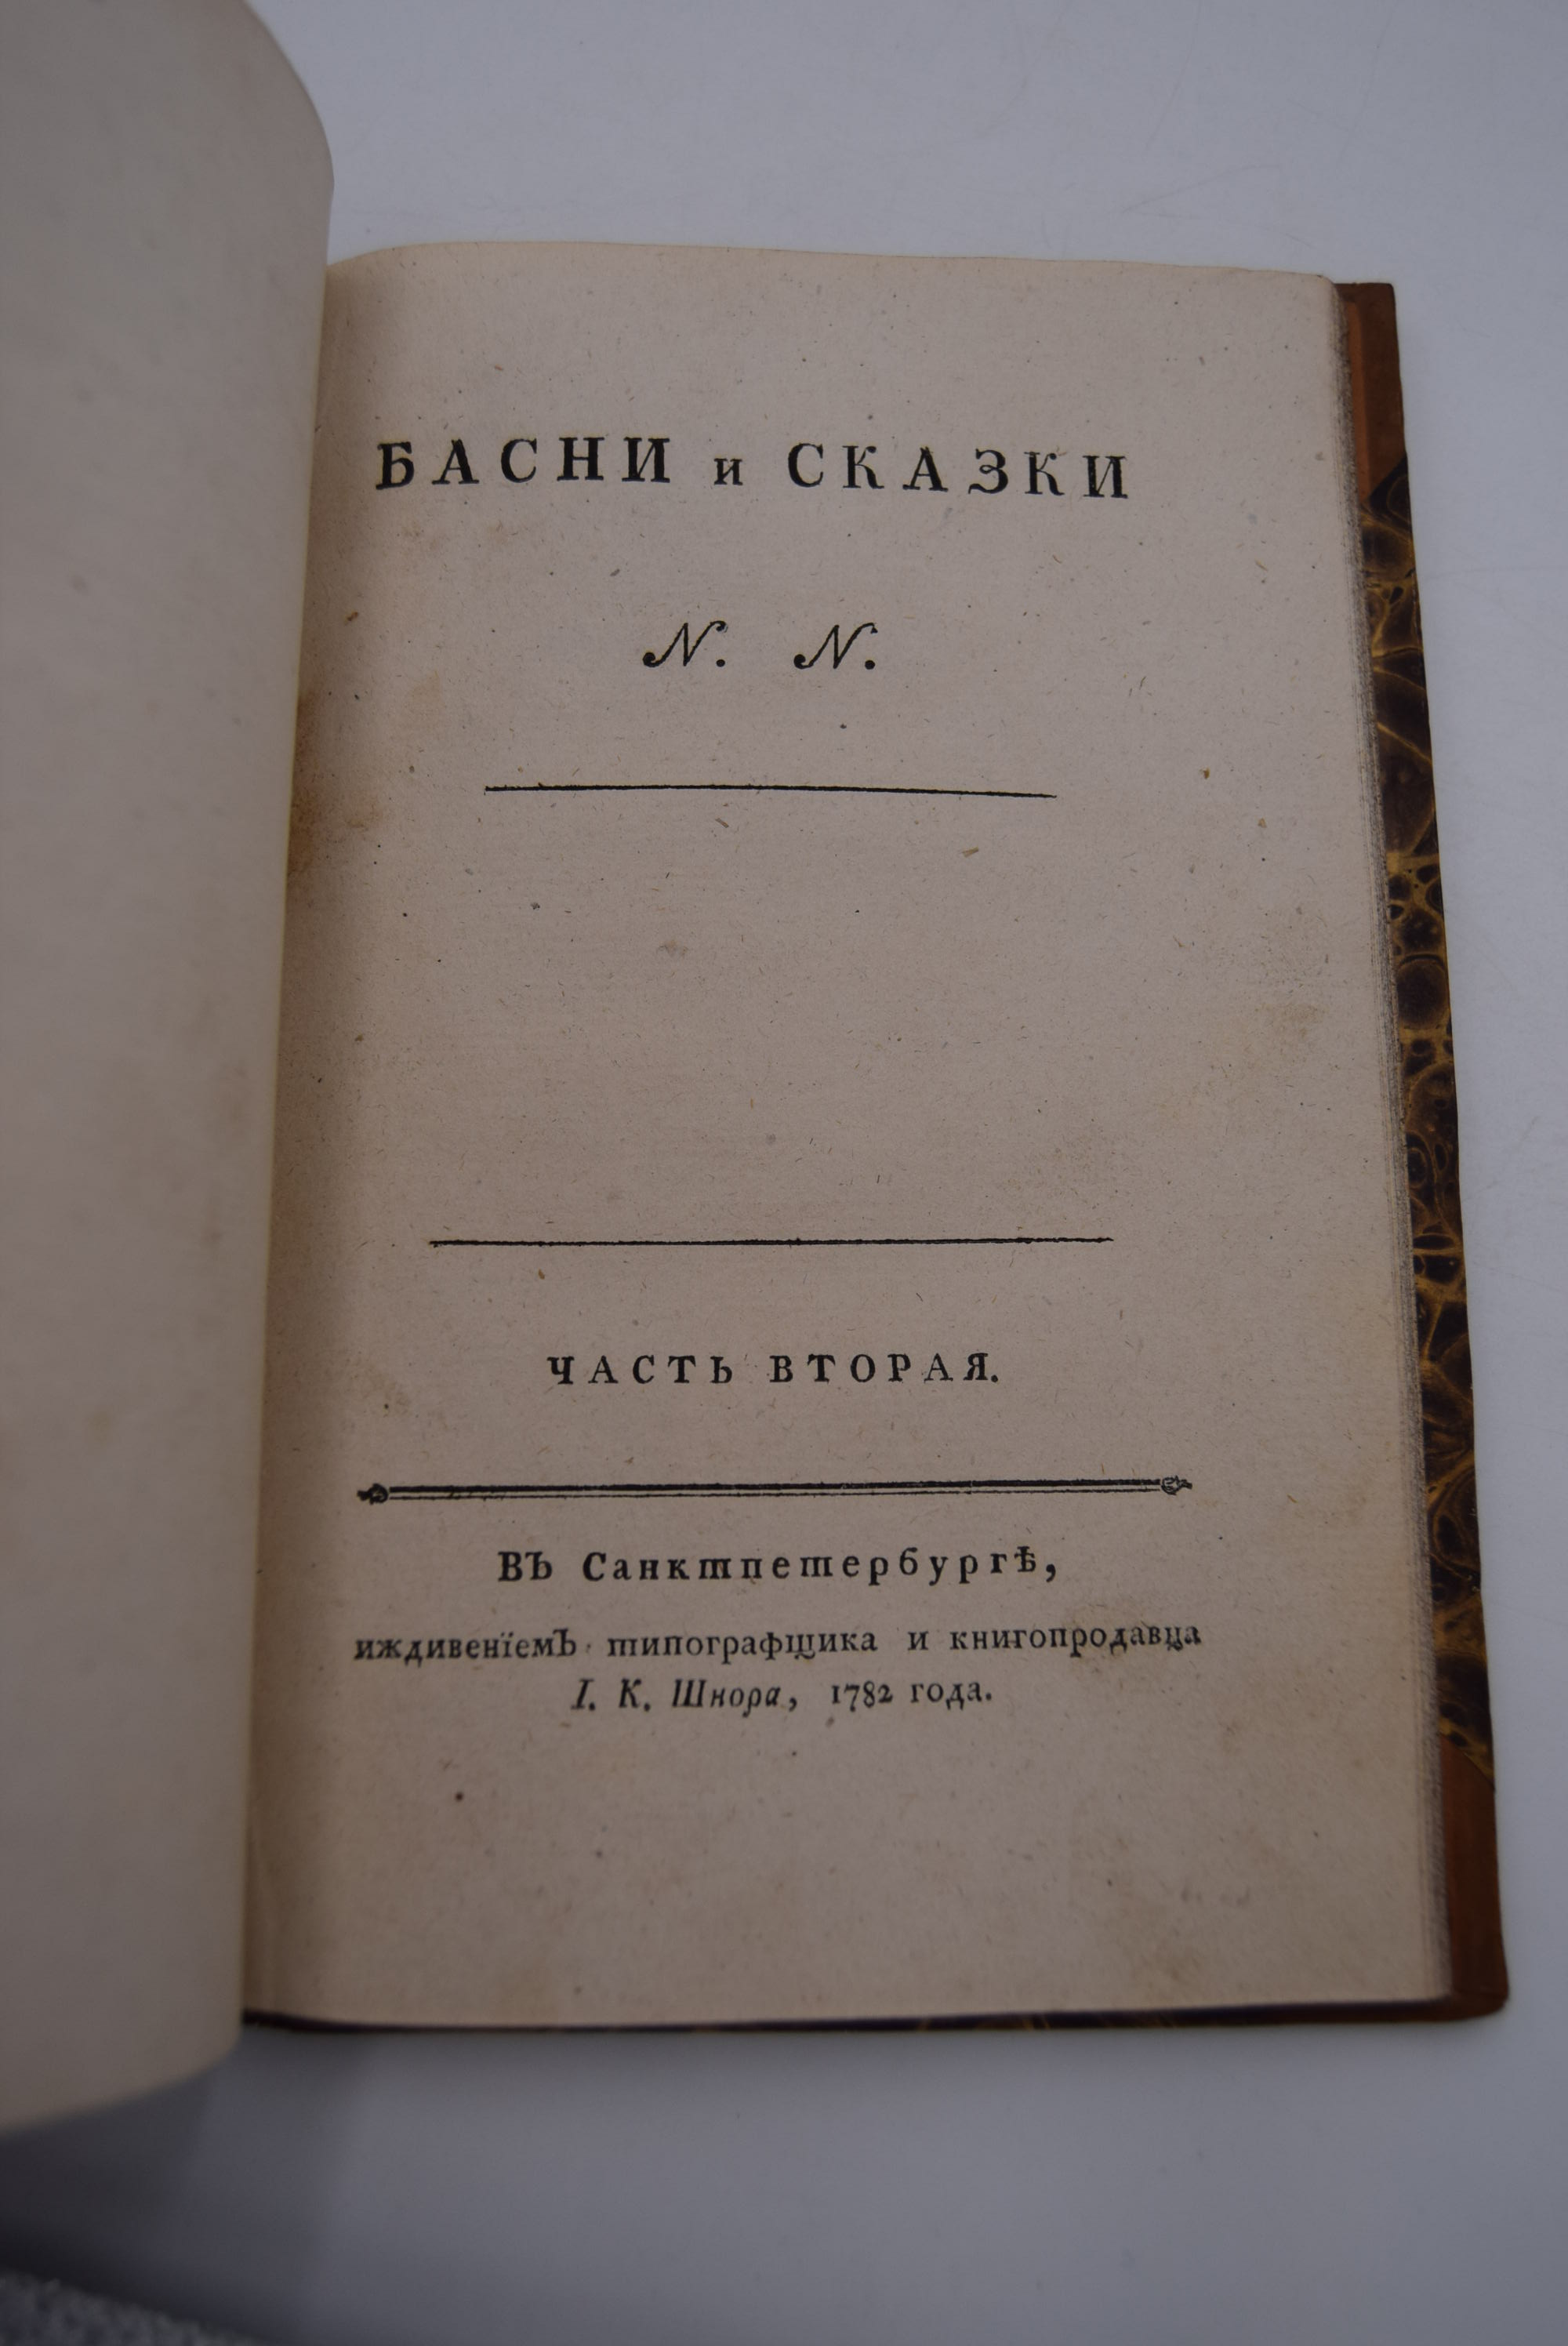 БАСНИ и СКАЗКИ
N. N.
ЧАСТЬ ВТОРАЯ.
ВЪ Санктпетербургѣ,
иждивенїемЪ типографщика и книгопродавца
І. К. Шнора, 1782 года.